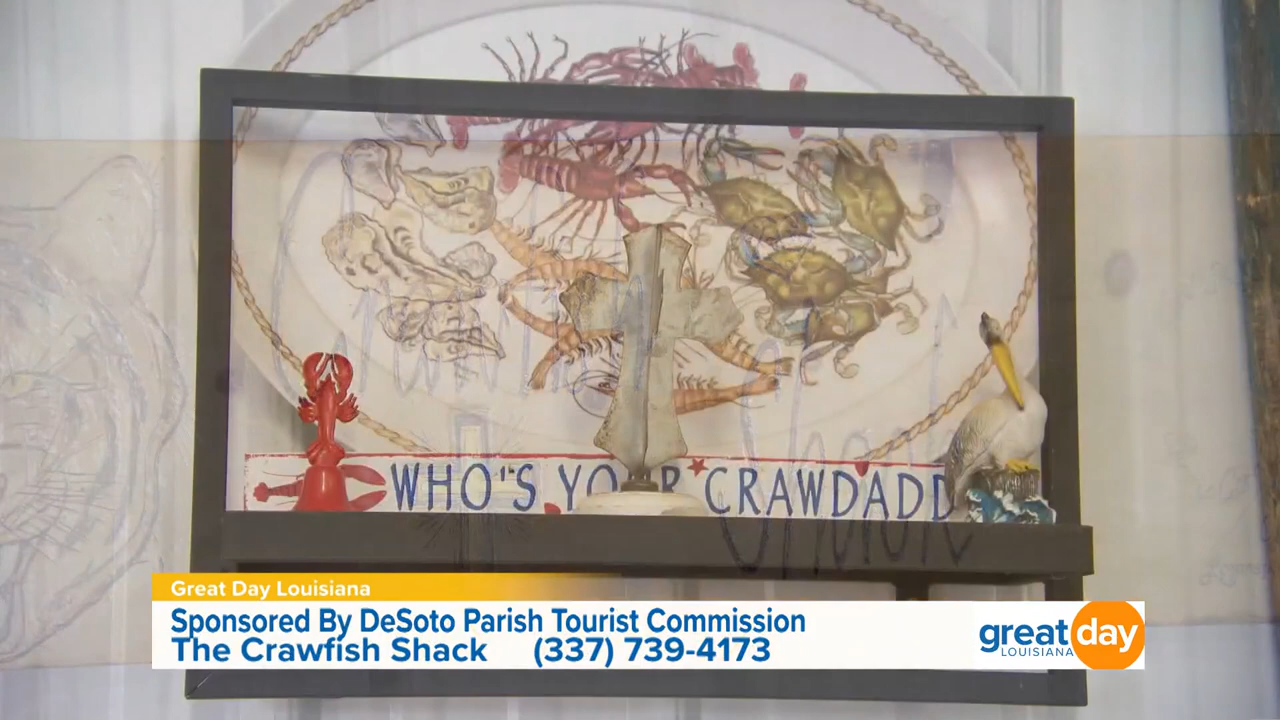 WHO'S YO R CRAWDADD
Great Day Louisiana
Sponsored By DeSoto Parish Tourist Commission
The Crawfish Shack (337) 739-4173
great day
LOUISIANA